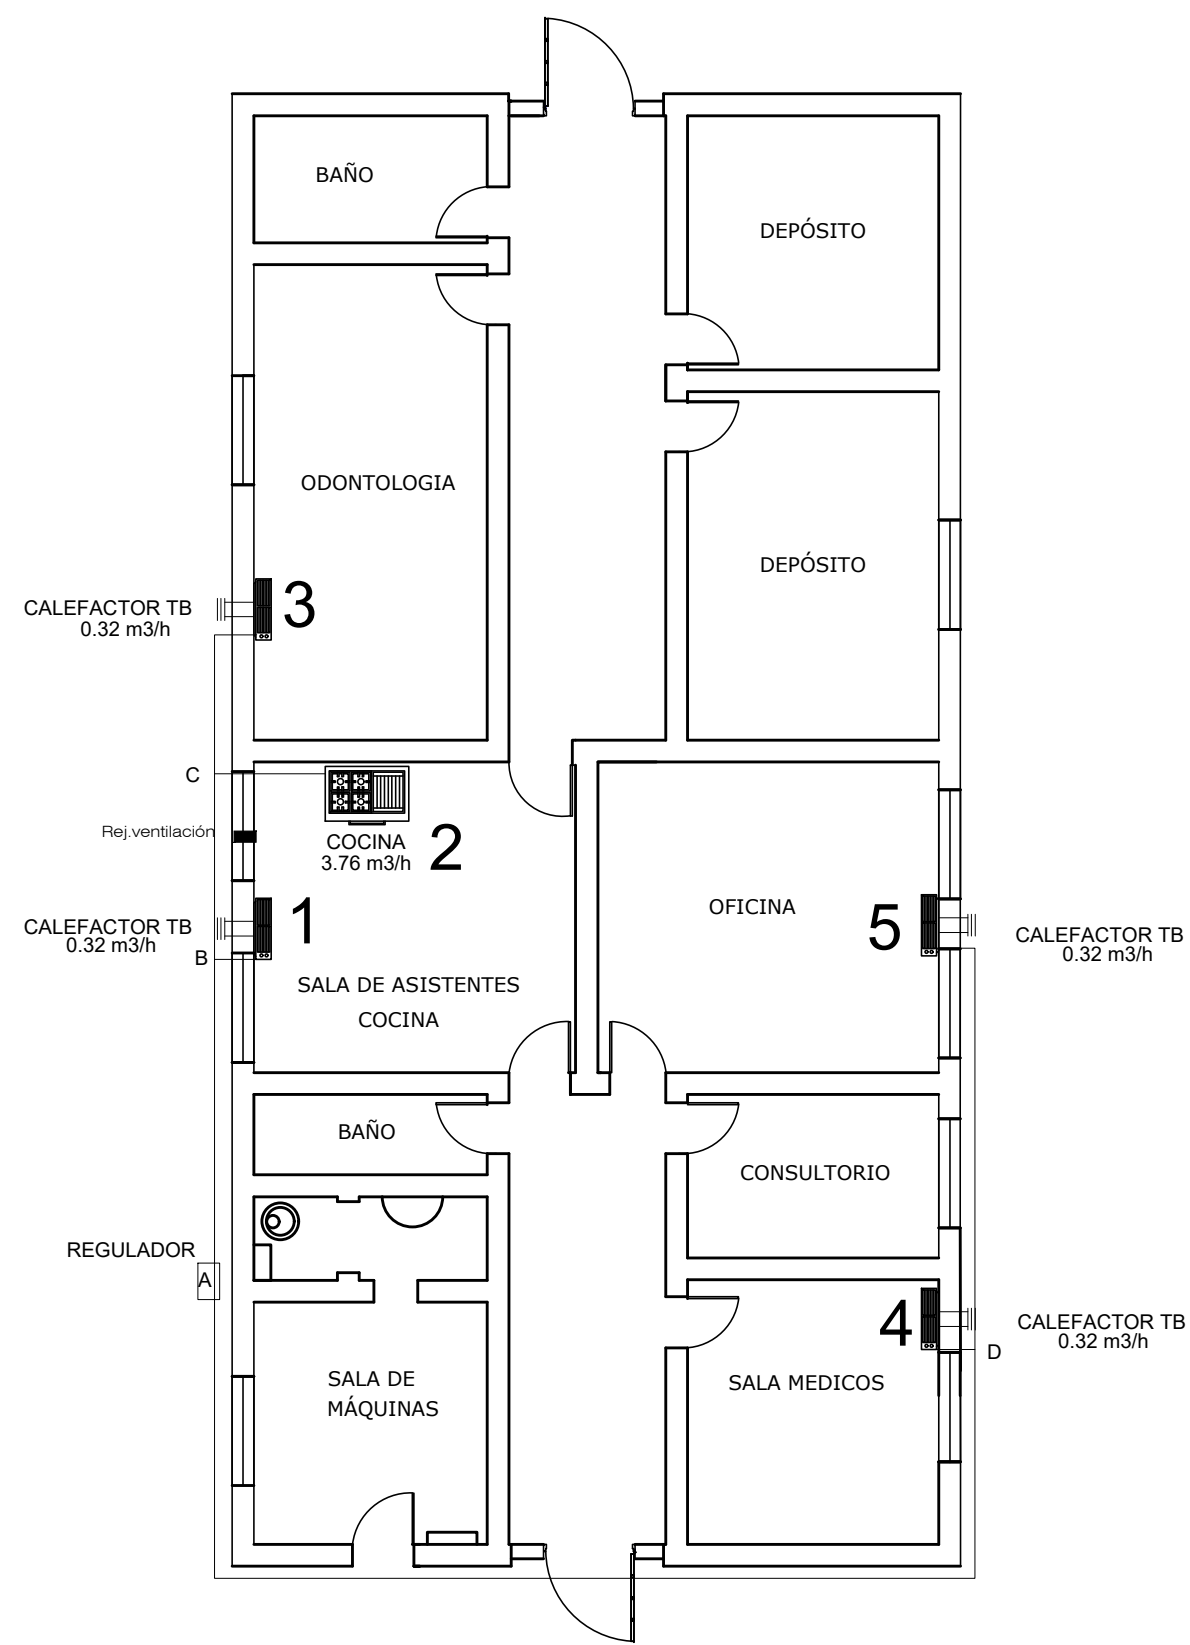 BAÑO
DEPÓSITO
ODONTOLOGIA
DEPÓSITO
CALEFACTOR TB
0.32 m3/h
3
C
Rej.ventilación
COCINA
3.76 m3/h
2
CALEFACTOR TB
0.32 m3/h
1
B
SALA DE ASISTENTES
COCINA
OFICINA
5
CALEFACTOR TB
0.32 m3/h
BAÑO
CONSULTORIO
REGULADOR
A
4
CALEFACTOR TB
0.32 m3/h
D
SALA DE
MÁQUINAS
SALA MEDICOS